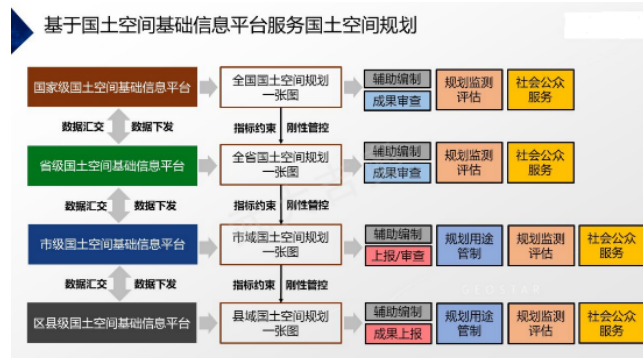 基于国土空间基础信息平台服务国土空间规划
国家级国土空间基础信息平台
全国国土空间规划
一张图
辅助编制
成果审查
规划监测
评估
社会公众
服务
数据汇交
数据下发
指标约束
刚性管控
省级国土空间基础信息平台
全省国土空间规划
一张图
辅助编制
成果审查
规划监测
评估
社会公众
服务
数据汇交
数据下发
指标约束
刚性管控
市级国土空间基础信息平台
市域国土空间规划
一张图
辅助编制
上报/审查
规划用途
管制
规划监测
评估
社会公众
服务
数据汇交
数据下发
指标约束
刚性管控
区县级国土空间基础信息平台
县域国土空间规划
一张图
辅助编制
成果上报
规划用途
管制
规划监测
评估
社会公众
服务